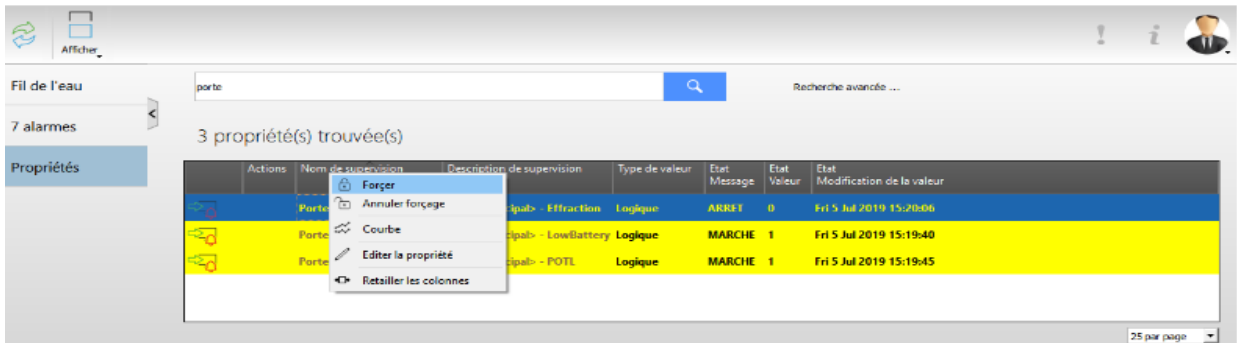 Afficher
Fil de l'eau
7 alarmes
Propriétés
porte
Recherche avancée ...
3 propriété(s) trouvée(s)
Actions Nom de supervision Description de supervision Type de valeur Etat Message Etat Valeur Etat Modification de la valeur
Porte cipal> - Effraction Logique ARRET 0 Fri 5 Jul 2019 15:20:06
Porte cipal> - LowBattery Logique MARCHE 1 Fri 5 Jul 2019 15:19:40
Porte cipal> - POTL Logique MARCHE 1 Fri 5 Jul 2019 15:19:45
Forçer
Annuler forçage
Courbe
Editer la propriété
Retailler les colonnes
25 par page